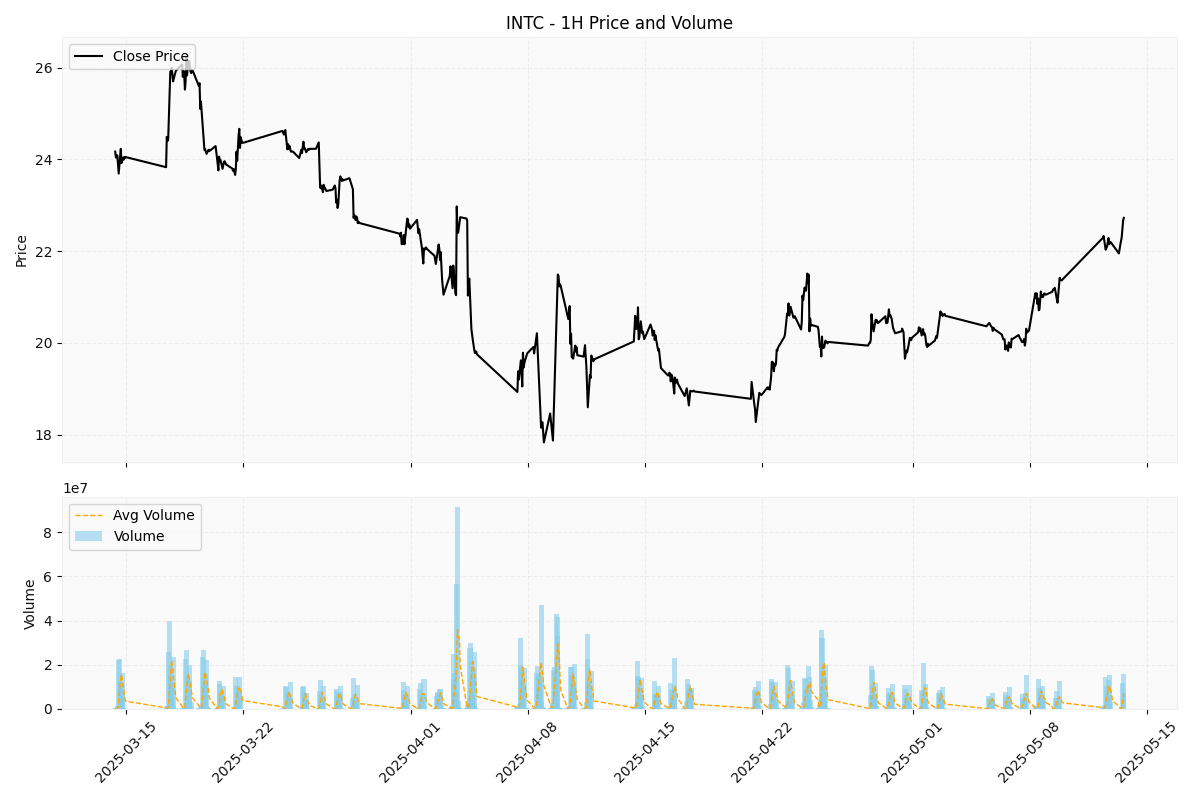 INTC - 1H Price and Volume
Close Price
26
24
22
20
18
Price
1e7
Avg Volume
Volume
8
6
4
2
0
Volume
2025-03-15
2025-03-22
2025-04-01
2025-04-08
2025-04-15
2025-04-22
2025-05-01
2025-05-08
2025-05-15